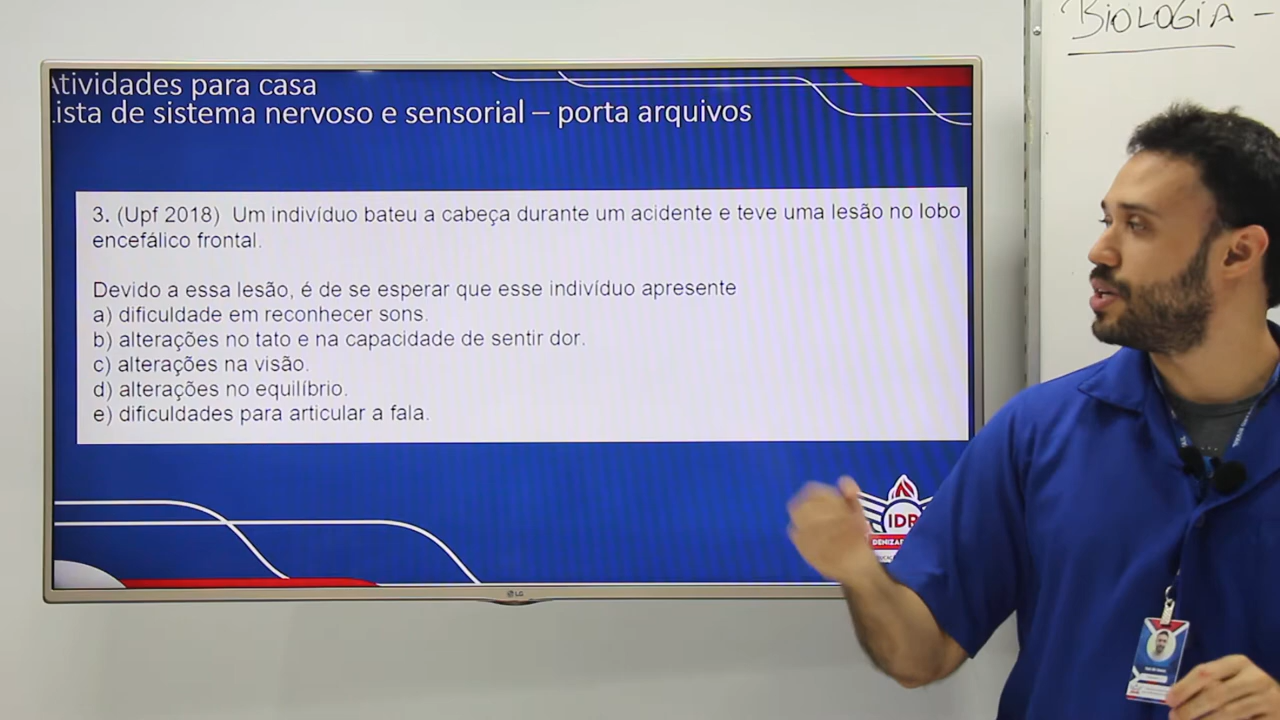 BIOLOGIA -
Atividades para casa
Lista de sistema nervoso e sensorial – porta arquivos
3. (Upf 2018) Um indivíduo bateu a cabeça durante um acidente e teve uma lesão no lobo
encefálico frontal.
Devido a essa lesão, é de se esperar que esse indivíduo apresente
a) dificuldade em reconhecer sons.
b) alterações no tato e na capacidade de sentir dor.
c) alterações na visão.
d) alterações no equilíbrio.
e) dificuldades para articular a fala.
IDR
LG